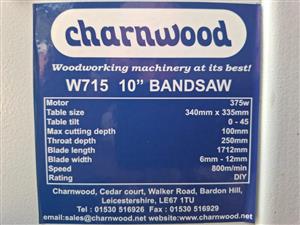 charnwood
Woodworking machinery at its best!
W715 10" BANDSAW
Motor 375w
Table size 340mm x 335mm
Table tilt 0 - 45
Max cutting depth 100mm
Throat depth 250mm
Blade length 1712mm
Blade width 6mm - 12mm
Speed 800m/min
Rating DIY
Charnwood, Cedar court, Walker Road, Bardon Hill,
Leicestershire, LE67 1TU
Tel : 01530 516926 Fax : 01530 516929
email:sales@charnwood.net website:www.charnwood.net